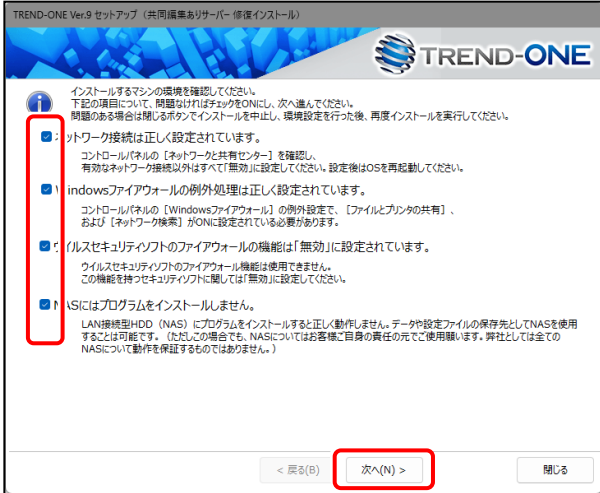 TREND-ONE Ver.9 セットアップ（共同編集ありサーバー 修復インストール）
TREND-ONE
インストールするマシンの環境を確認してください。
下記の項目について、問題なければチェックをONにし、次へ進んでください。
問題のある場合は閉じるボタンでインストールを中止し、環境設定を行った後、再度インストールを実行してください。
ネットワーク接続は正しく設定されています。
コントロールパネルの［ネットワークと共有センター］を確認し、
有効なネットワーク接続以外はすべて「無効」に設定してください。設定後はOSを再起動してください。
Windowsファイアウォールの例外処理は正しく設定されています。
コントロールパネルの［Windowsファイアウォール］の例外設定で、［ファイルとプリンタの共有］、
および［ネットワーク検索］がONに設定されている必要があります。
ウイルスセキュリティソフトのファイアウォールの機能は「無効」に設定されています。
ウイルスセキュリティソフトのファイアウォール機能は使用できません。
この機能を持つセキュリティソフトに関しては「無効」に設定してください。
NASにはプログラムをインストールしません。
LAN接続型HDD（NAS）にプログラムをインストールすると正しく動作しません。データや設定ファイルの保存先としてNASを使用
することは可能です。（ただしこの場合でも、NASについてはお客様ご自身の責任の元でご使用願います。弊社としては全ての
NASについて動作を保証するものではありません。）
< 戻る(B)
次へ(N) >
閉じる